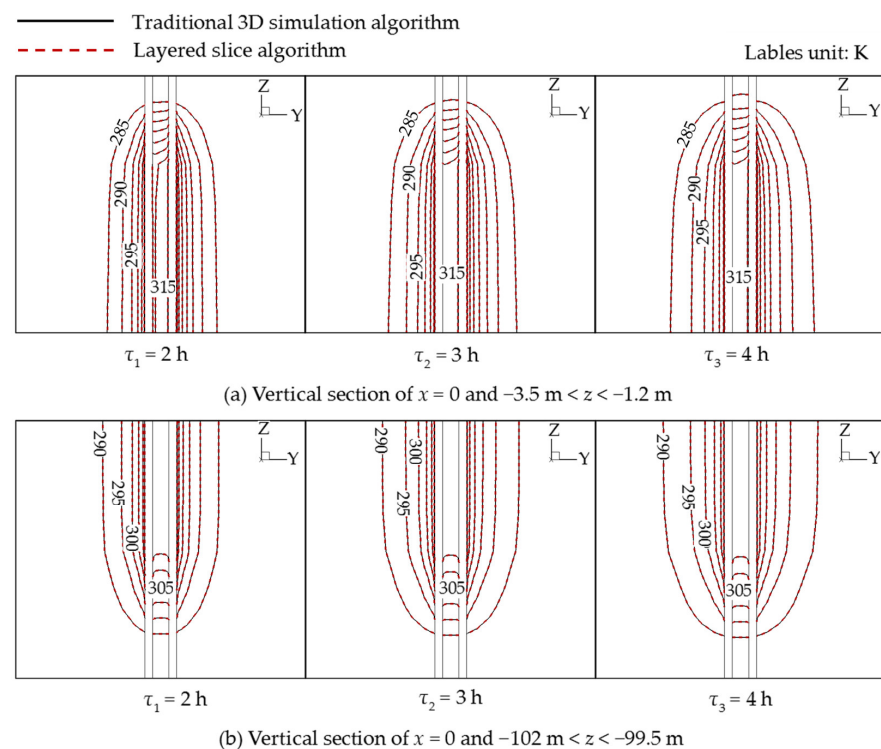 Traditional 3D simulation algorithm
Layered slice algorithm
Lables unit: K
Z Y 285 290 295 315
Z Y 285 290 295 315
Z Y 285 290 295 315
τ1 = 2 h
τ2 = 3 h
τ3 = 4 h
(a) Vertical section of x = 0 and −3.5 m < z < −1.2 m
Z Y 290 295 300 305
Z Y 290 300 295 305
Z Y 290 295 300 305
τ1 = 2 h
τ2 = 3 h
τ3 = 4 h
(b) Vertical section of x = 0 and −102 m < z < −99.5 m